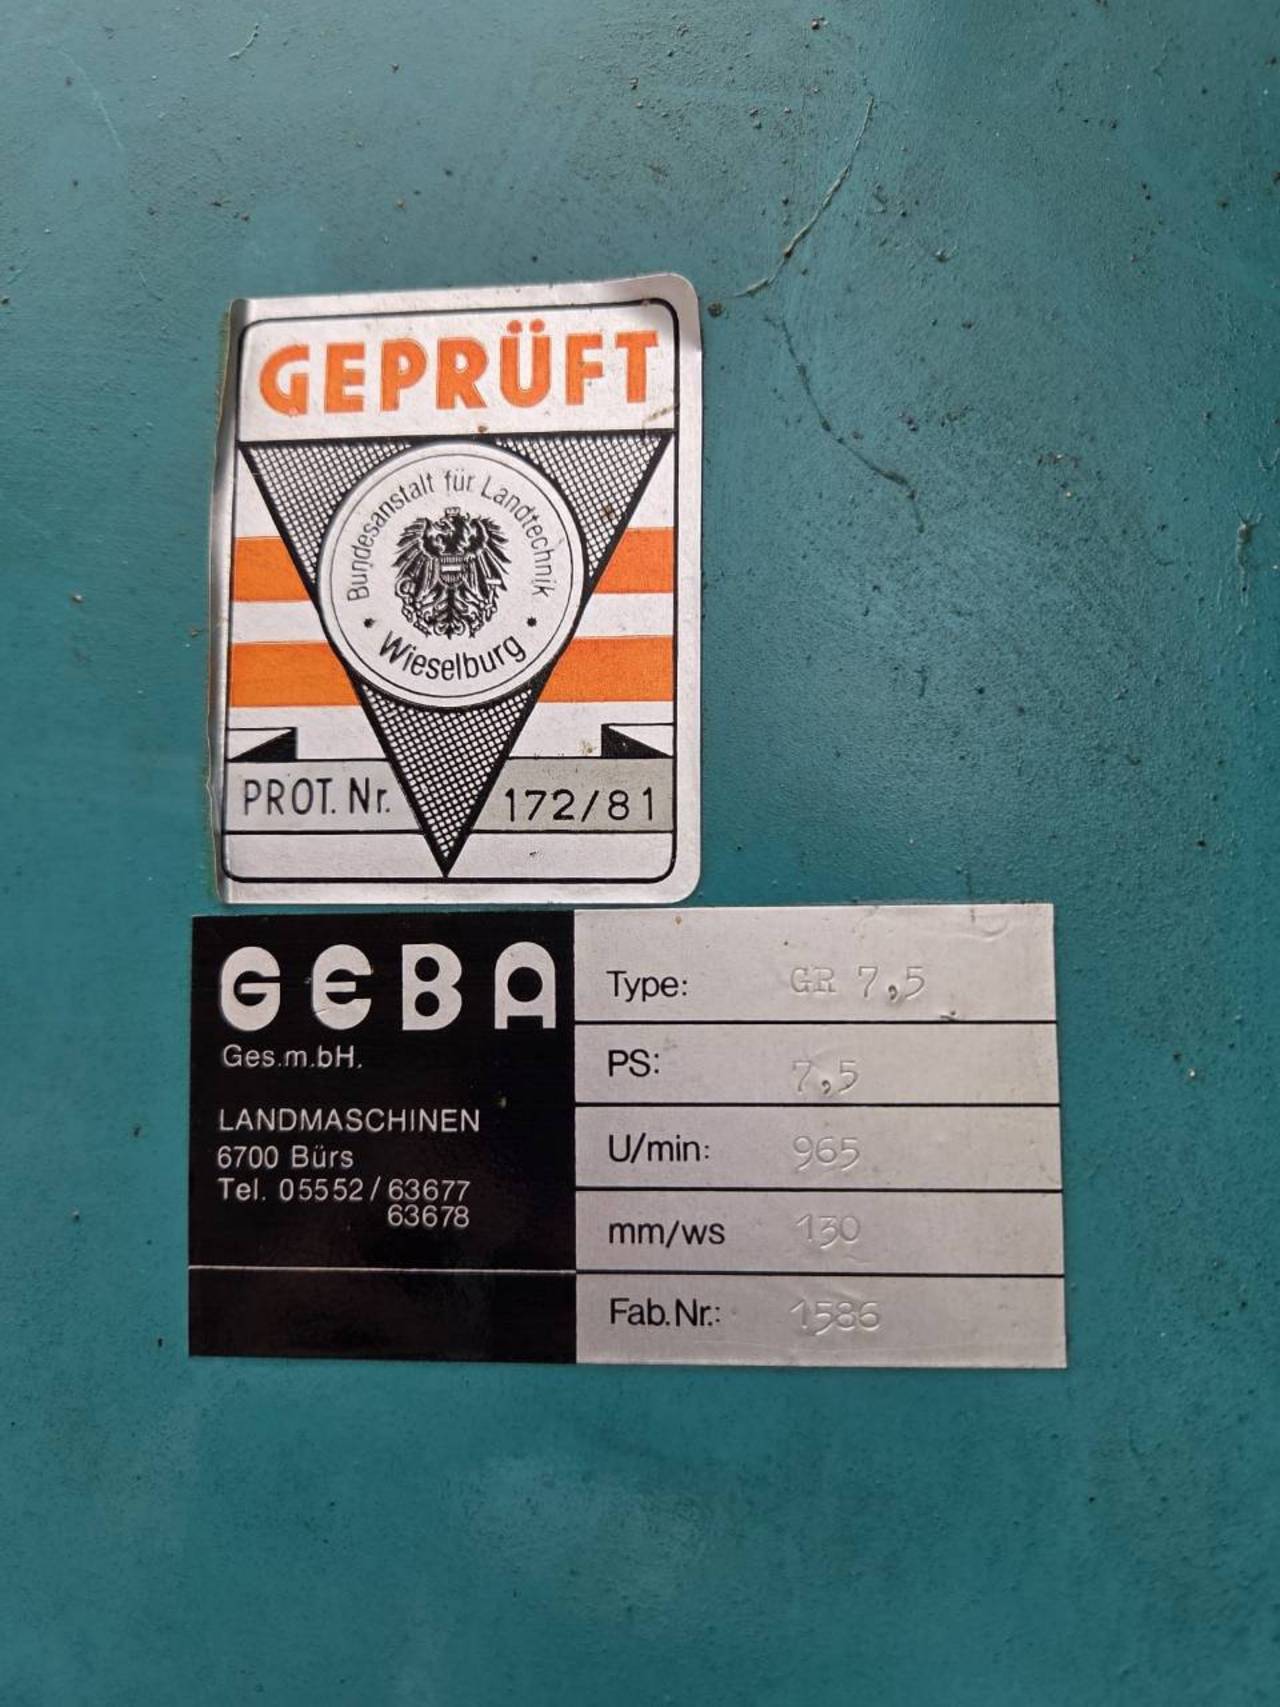 GEPRÜFT
Bundesanstalt für Landtechnik
Wieselburg
PROT. Nr. 172/81
GEBA
Ges.m.bH.
LANDMASCHINEN
6700 Bürs
Tel. 05552/63677
63678
Type: GR 7,5
PS: 7,5
U/min: 965
mm/ws 130
Fab.Nr.: 1586